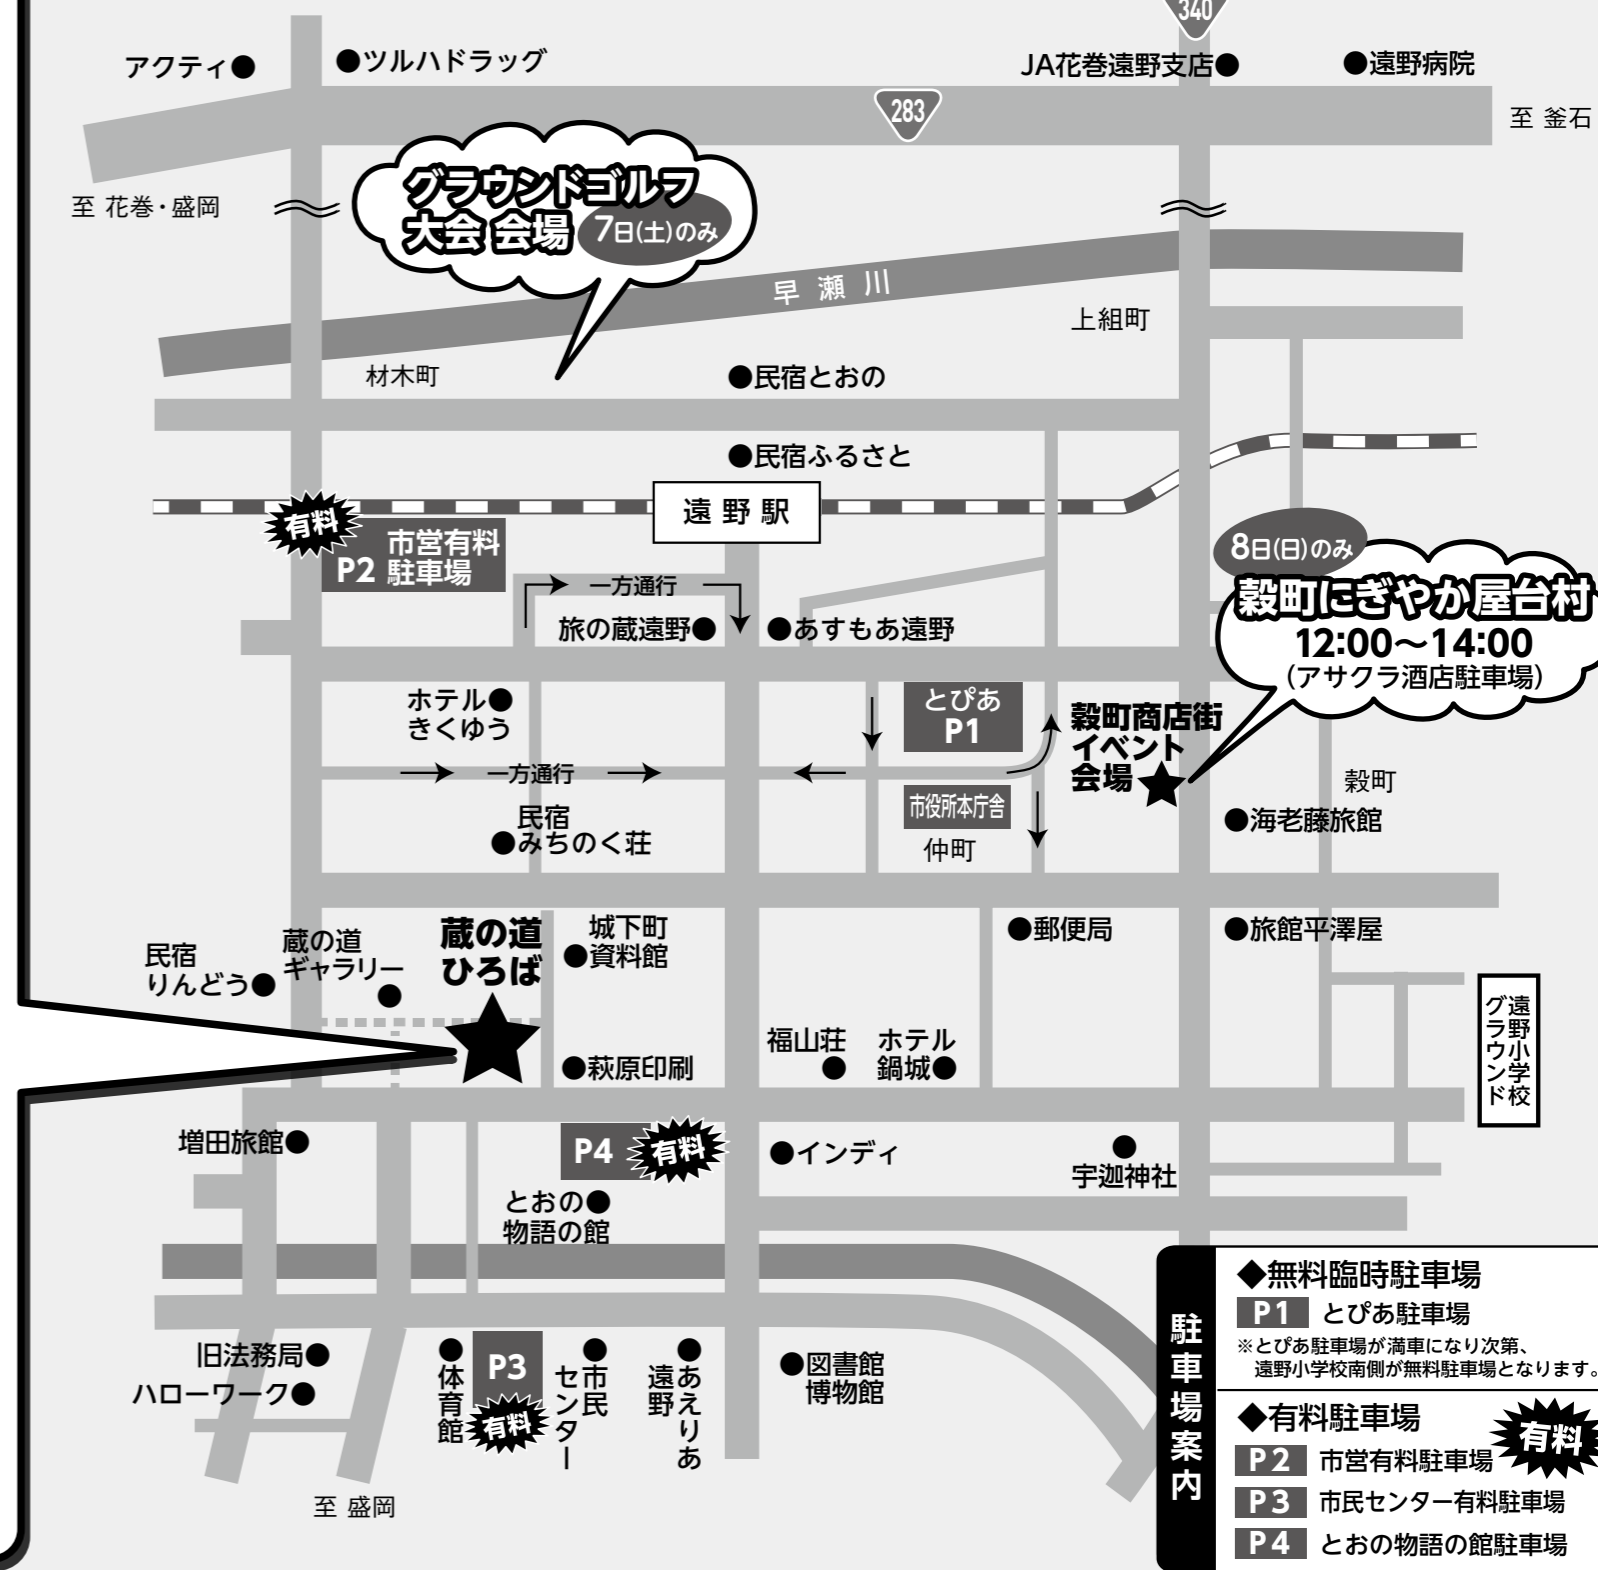 340
アクティ●
●ツルハドラッグ
JA花巻遠野支店●
●遠野病院
283
至 釜石
至 花巻・盛岡
グラウンドゴルフ
大会 会場
7日(土)のみ
早瀬川
上組町
材木町
●民宿とおの
●民宿ふるさと
遠野駅
有料
P2 市営有料
駐車場
一方通行
旅の蔵遠野●
●あすもあ遠野
8日(日)のみ
穀町にぎやか屋台村
12:00〜14:00
(アサクラ酒店駐車場)
ホテル●
きくゆう
とぴあ
P1
穀町商店街
イベント
会場★
一方通行
市役所本庁舎
穀町
民宿
●みちのく荘
仲町
●海老藤旅館
民宿
りんどう●
蔵の道
ギャラリー
●
蔵の道
ひろば
★
城下町
●資料館
●郵便局
●旅館平澤屋
遠野小学校
グラウンド
●萩原印刷
福山荘
●
ホテル
鍋城●
増田旅館●
P4 有料
●インディ
●
宇迦神社
とおの●
物語の館
旧法務局●
ハローワーク●
●体育館
P3
有料
●市民
センター
●あえりあ
遠野
●図書館
博物館
至 盛岡
駐車場案内
◆無料臨時駐車場
P1 とぴあ駐車場
※とぴあ駐車場が満車になり次第、
遠野小学校南側が無料駐車場となります。
◆有料駐車場
有料
P2 市営有料駐車場
P3 市民センター有料駐車場
P4 とおの物語の館駐車場